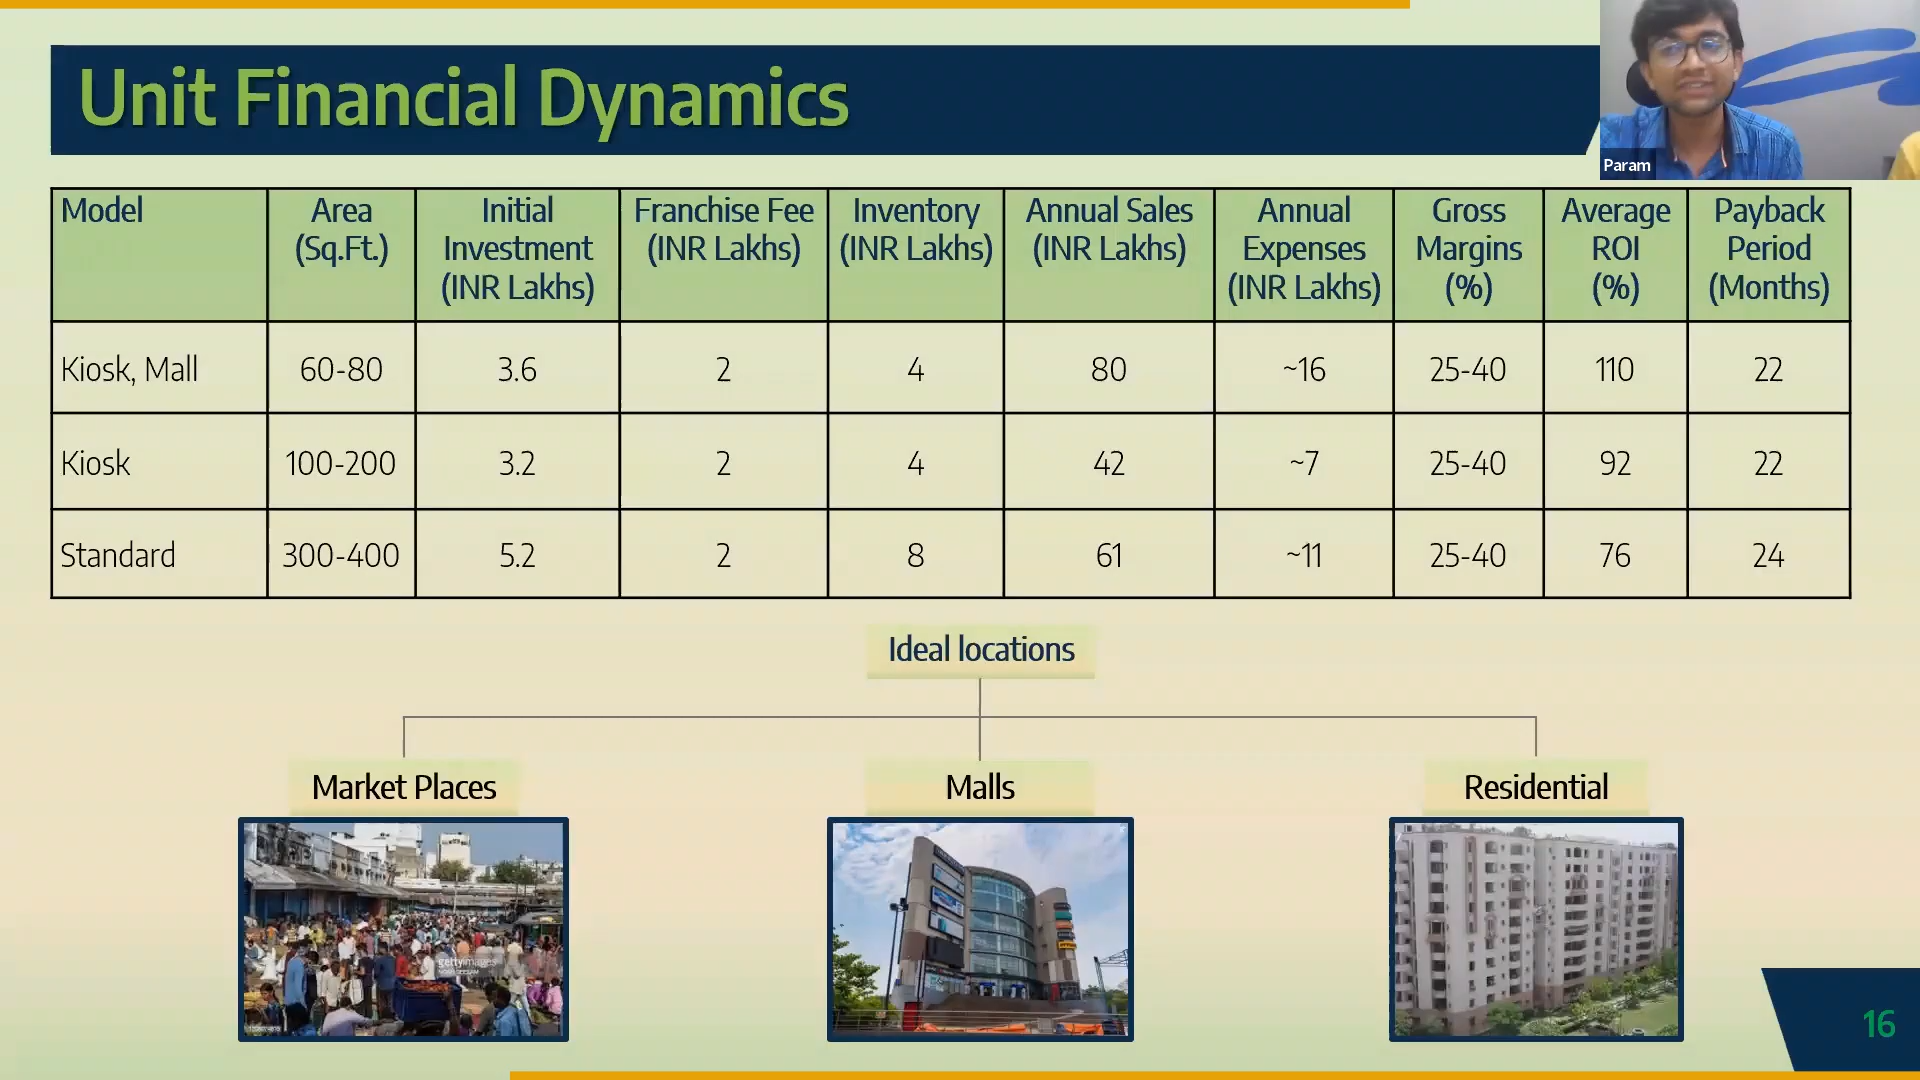 Unit Financial Dynamics
Param
Model
Area
(Sq.Ft.)
Initial
Investment
(INR Lakhs)
Franchise Fee
(INR Lakhs)
Inventory
(INR Lakhs)
Annual Sales
(INR Lakhs)
Annual
Expenses
(INR Lakhs)
Gross
Margins
(%)
Average
ROI
(%)
Payback
Period
(Months)
Kiosk, Mall 60-80 3.6 2 4 80 ~16 25-40 110 22
Kiosk 100-200 3.2 2 4 42 ~7 25-40 92 22
Standard 300-400 5.2 2 8 61 ~11 25-40 76 24
Ideal locations
Market Places
Malls
Residential
gettyimages
16